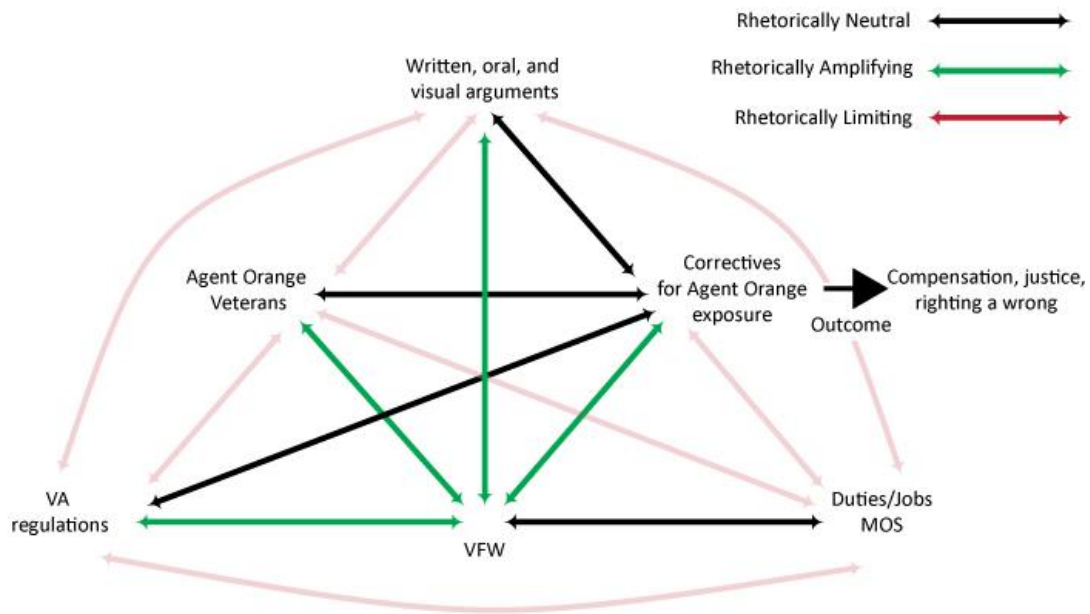 Rhetorically Neutral
Rhetorically Amplifying
Rhetorically Limiting
Written, oral, and
visual arguments
Agent Orange
Veterans
Correctives
for Agent Orange
exposure
Outcome
Compensation, justice,
righting a wrong
VA
regulations
VFW
Duties/Jobs
MOS